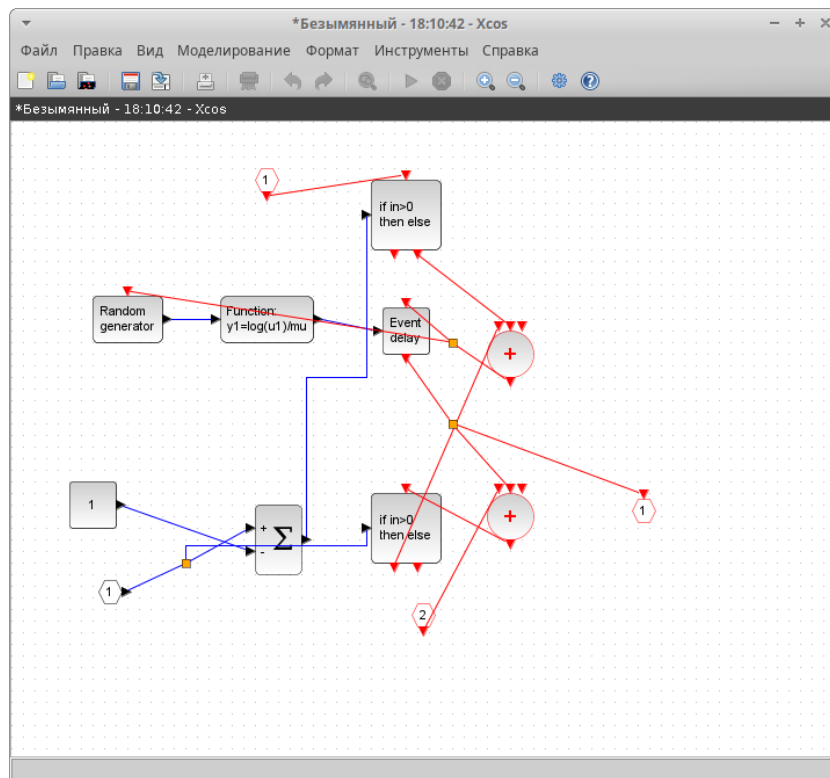 *Безымянный - 18:10:42 - Xcos
Файл Правка Вид Моделирование Формат Инструменты Справка
*Безымянный - 18:10:42 - Xcos
1
if in>0
then else
Random
generator
Function:
y1=log(u1)/mu
Event
delay
+
1
+
-
Σ
if in>0
then else
+
1
1
2